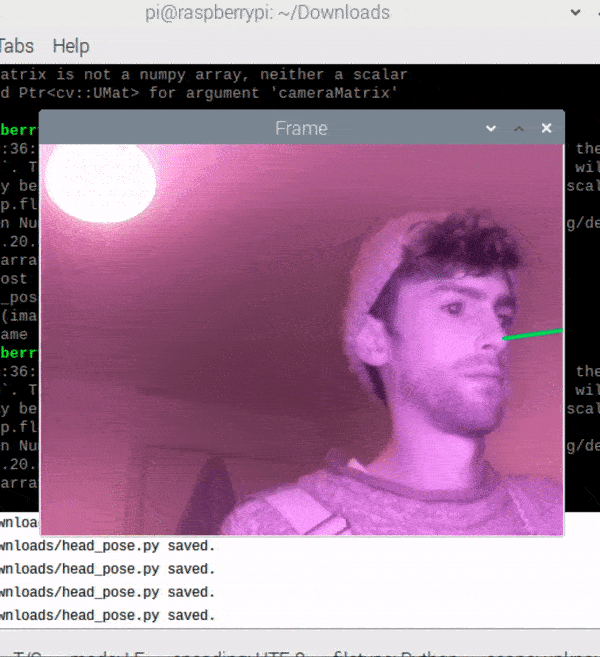 pi@raspberrypi: ~/Downloads
Tabs Help
atrix is not a numpy array, neither a scalar
d Ptr<cv::UMat> for argument 'cameraMatrix'
Frame
berr
:36: the
`. T wil
y be scal
p.fl
n Nu g/de
.20.
arra
ost
_pos
(ima
ame
berr
:36: the
`. T wil
y be scal
p.fl
n Nu g/de
.20.
arra
wnloa
wnloads/head_pose.py saved.
wnloads/head_pose.py saved.
wnloads/head_pose.py saved.
wnloads/head_pose.py saved.